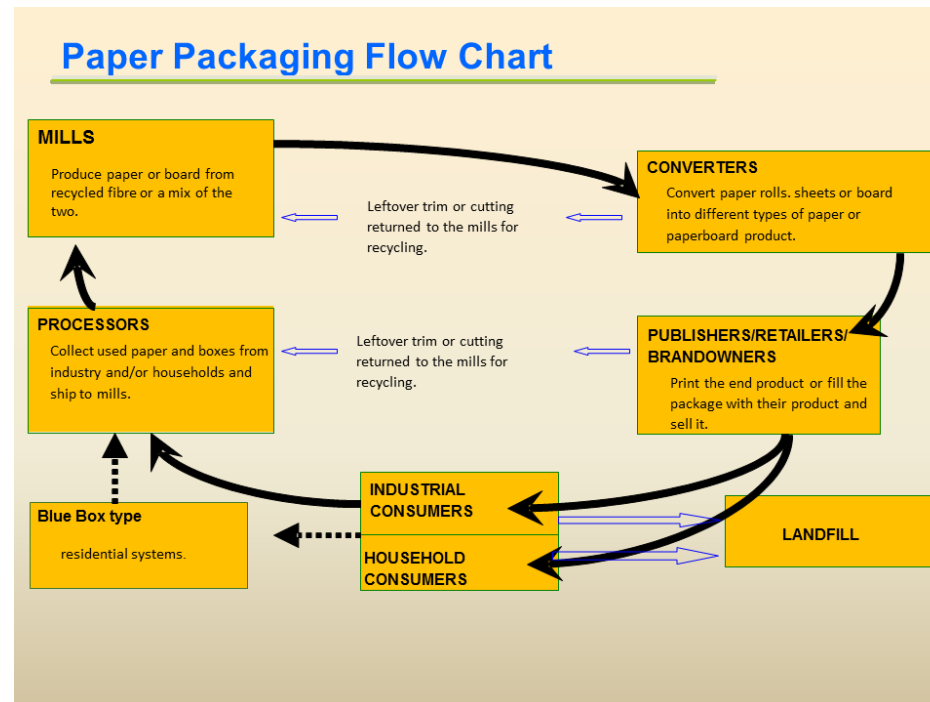 Paper Packaging Flow Chart
MILLS
Produce paper or board from
recycled fibre or a mix of the
two.
CONVERTERS
Convert paper rolls. sheets or board
into different types of paper or
paperboard product.
Leftover trim or cutting
returned to the mills for
recycling.
PROCESSORS
Collect used paper and boxes from
industry and/or households and
ship to mills.
Leftover trim or cutting
returned to the mills for
recycling.
PUBLISHERS/RETAILERS/
BRANDOWNERS
Print the end product or fill the
package with their product and
sell it.
Blue Box type
residential systems.
INDUSTRIAL
CONSUMERS
HOUSEHOLD
CONSUMERS
LANDFILL